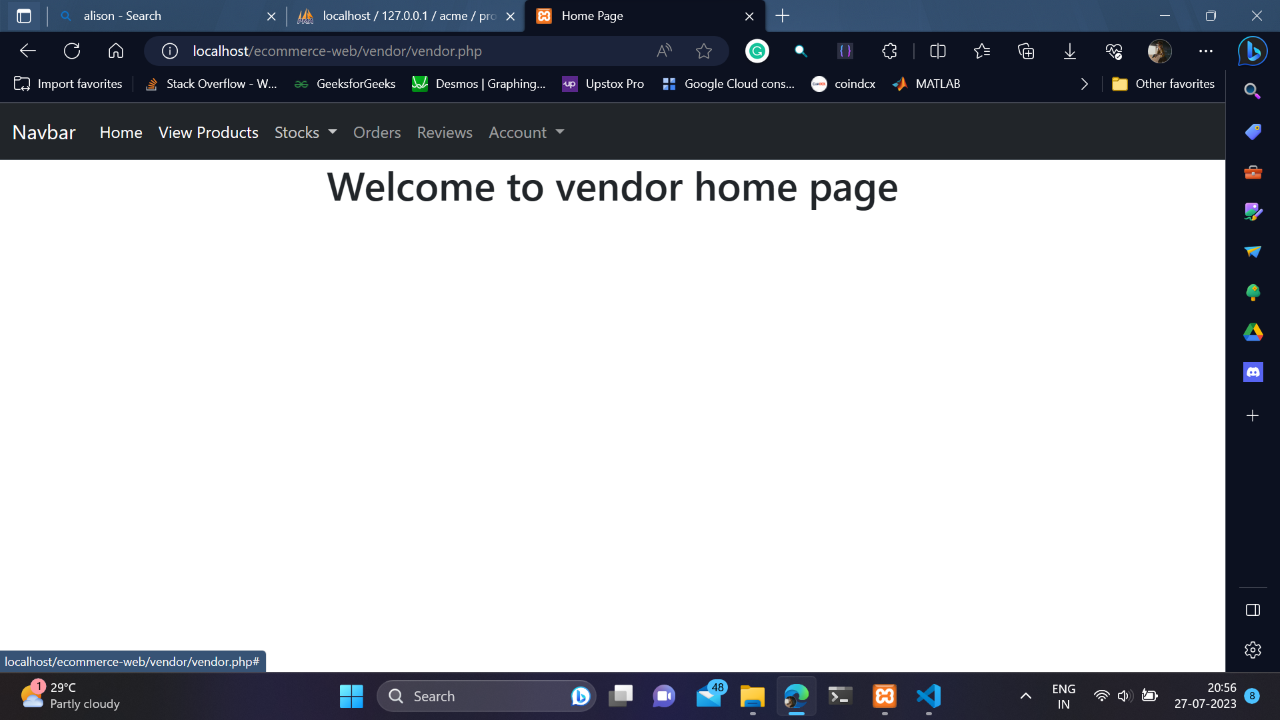 alison - Search
localhost / 127.0.0.1 / acme / pro
Home Page
localhost/ecommerce-web/vendor/vendor.php
Import favorites
Stack Overflow - W...
GeeksforGeeks
Desmos | Graphing...
up
Upstox Pro
Google Cloud cons...
coindcx
MATLAB
Other favorites
Navbar
Home
View Products
Stocks
Orders
Reviews
Account
Welcome to vendor home page
localhost/ecommerce-web/vendor/vendor.php#
1
29°C
Partly cloudy
Search
48
ENG
IN
20:56
27-07-2023
8